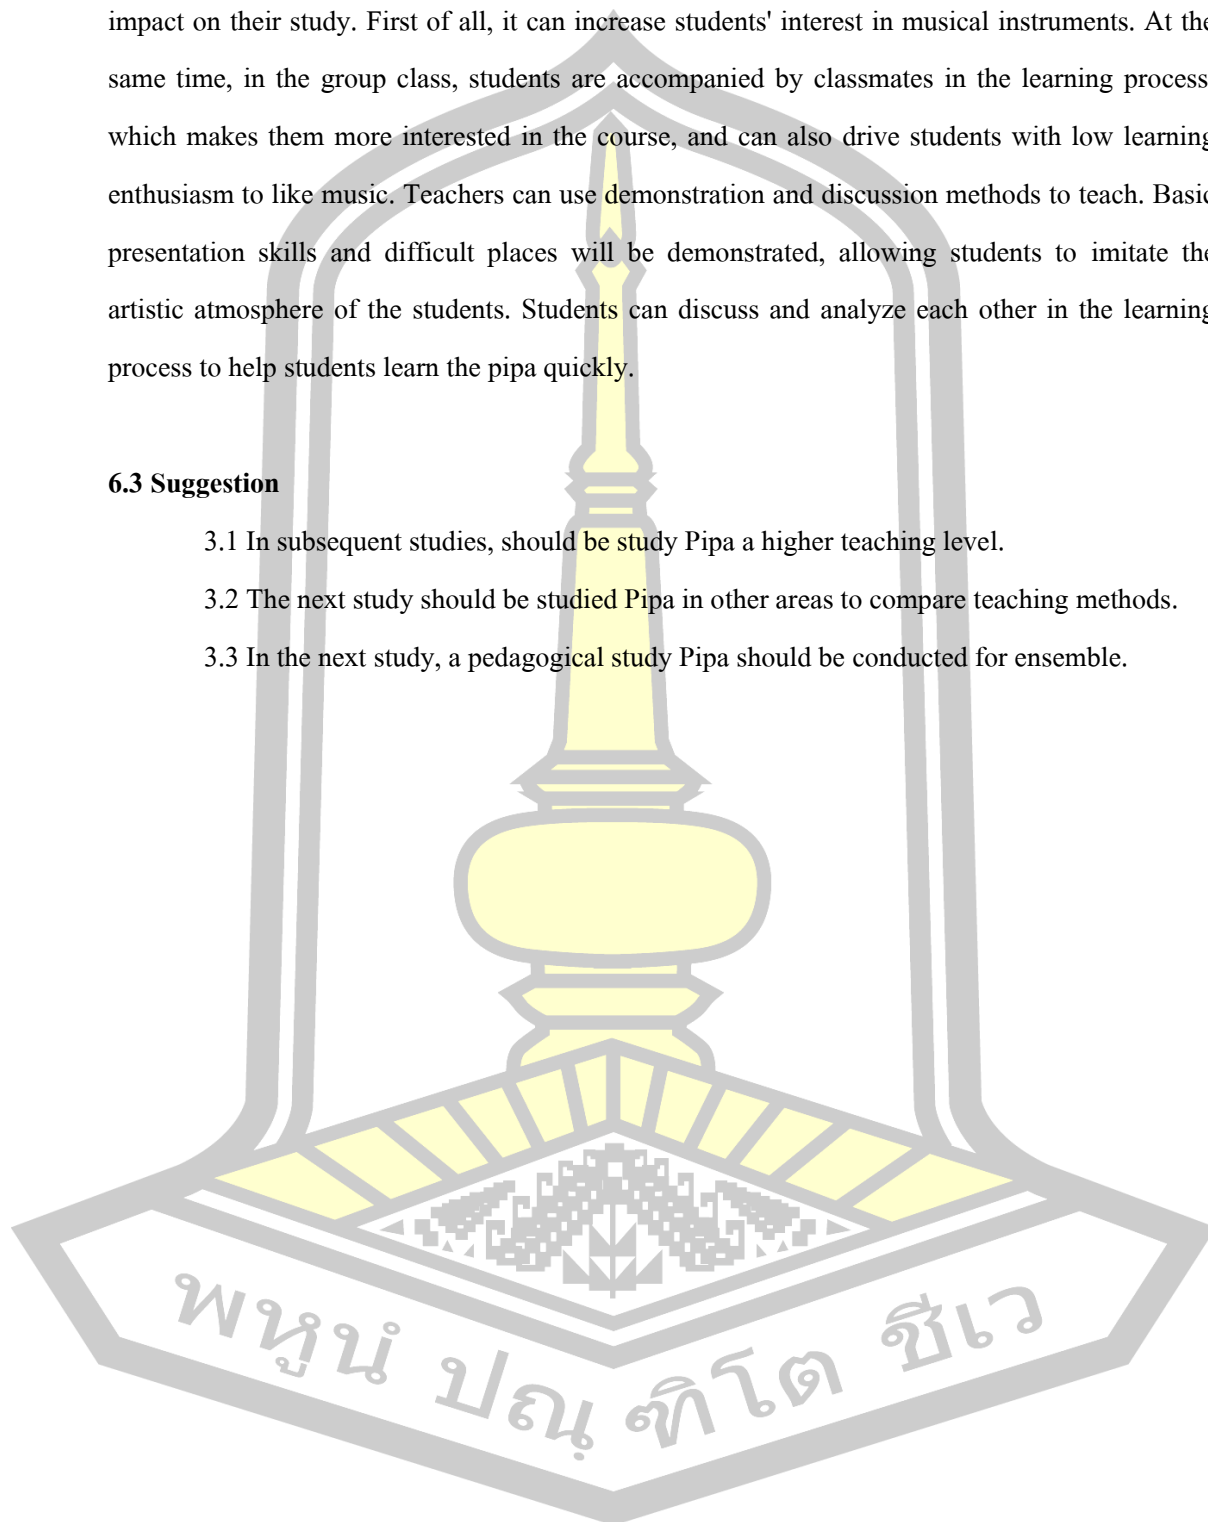 impact on their study. First of all, it can increase students' interest in musical instruments. At the
same time, in the group class, students are accompanied by classmates in the learning process
which makes them more interested in the course, and can also drive students with low learning
enthusiasm to like music. Teachers can use demonstration and discussion methods to teach. Basic
presentation skills and difficult places will be demonstrated, allowing students to imitate the
artistic atmosphere of the students. Students can discuss and analyze each other in the learning
process to help students learn the pipa quickly.
6.3 Suggestion
3.1 In subsequent studies, should be study Pipa a higher teaching level.
3.2 The next study should be studied Pipa in other areas to compare teaching methods.
3.3 In the next study, a pedagogical study Pipa should be conducted for ensemble.
พหูนํ ปณฺฑิโต ชีเว